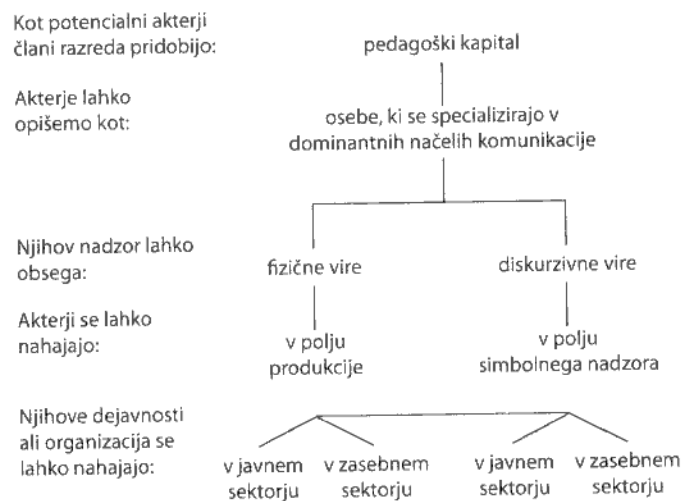 Kot potencialni akterji
člani razreda pridobijo:
pedagoški kapital
Akterje lahko
opišemo kot:
osebe, ki se specializirajo v
dominantnih načelih komunikacije
Njihov nadzor lahko
obsega:
fizične vire
diskurzivne vire
Akterji se lahko
nahajajo:
v polju
produkcije
v polju
simbolnega nadzora
Njihove dejavnosti
ali organizacija se
lahko nahajajo:
v javnem
sektorju
v zasebnem
sektorju
v javnem
sektorju
v zasebnem
sektorju